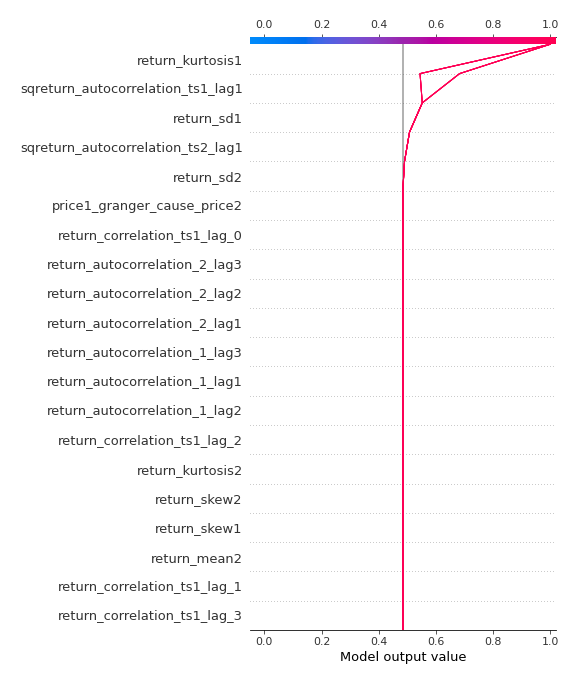 0.0 0.2 0.4 0.6 0.8 1.0
return_kurtosis1
sqreturn_autocorrelation_ts1_lag1
return_sd1
sqreturn_autocorrelation_ts2_lag1
return_sd2
price1_granger_cause_price2
return_correlation_ts1_lag_0
return_autocorrelation_2_lag3
return_autocorrelation_2_lag2
return_autocorrelation_2_lag1
return_autocorrelation_1_lag3
return_autocorrelation_1_lag1
return_autocorrelation_1_lag2
return_correlation_ts1_lag_2
return_kurtosis2
return_skew2
return_skew1
return_mean2
return_correlation_ts1_lag_1
return_correlation_ts1_lag_3
0.0 0.2 0.4 0.6 0.8 1.0
Model output value